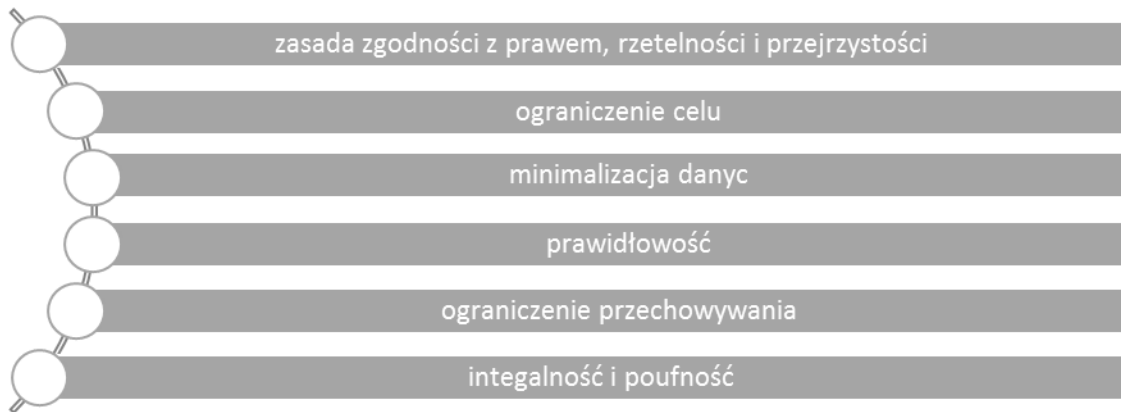 zasada zgodności z prawem, rzetelności i przejrzystości
ograniczenie celu
minimalizacja danyc
prawidłowość
ograniczenie przechowywania
integalność i poufność